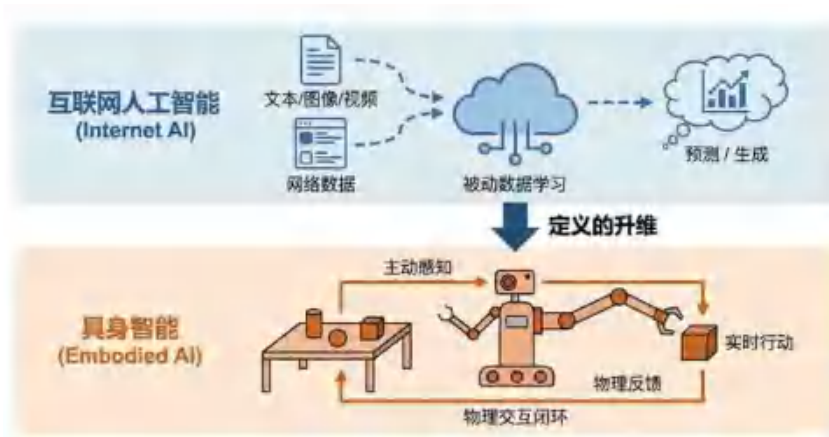 互联网人工智能
(Internet AI)
文本/图像/视频
网络数据
被动数据学习
预测 / 生成
定义的升维
具身智能
(Embodied AI)
主动感知
实时行动
物理反馈
物理交互闭环